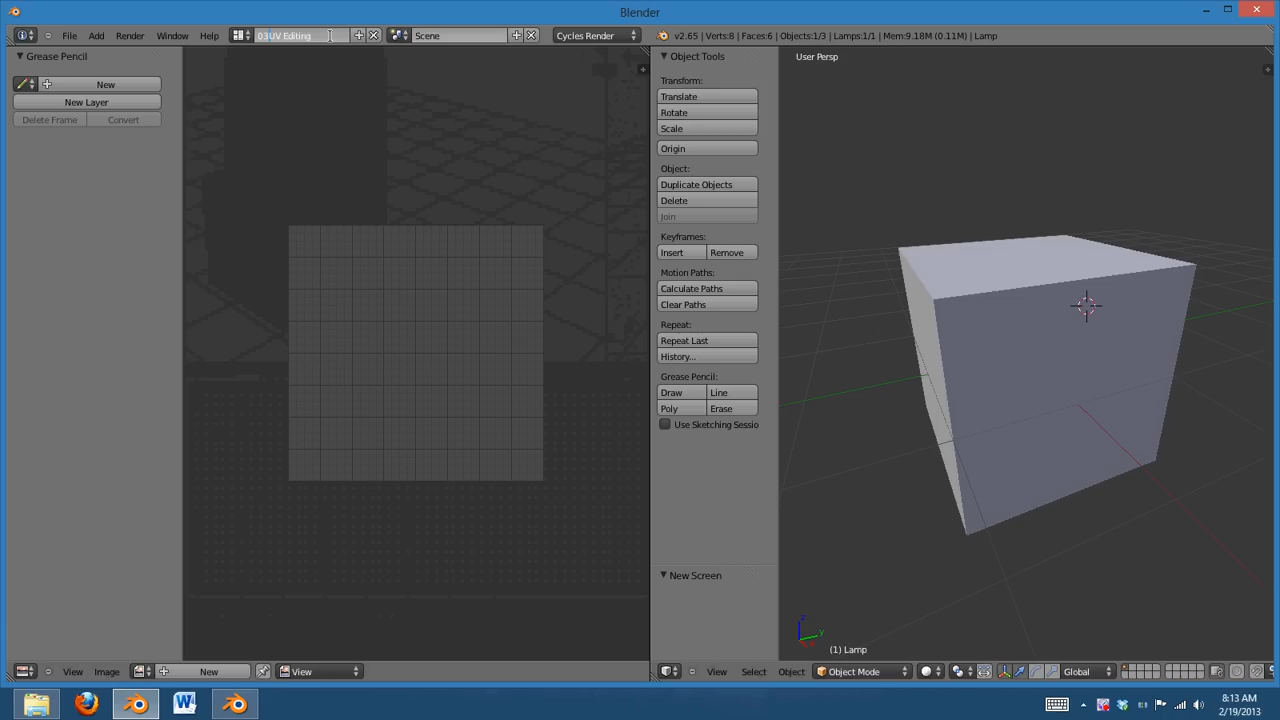 Blender
File Add Render Window Help 03UV Editing Scene Cycles Render v2.65 | Verts:8 | Faces:6 | Objects:1/3 | Lamps:1/1 | Mem:9.18M (0.11M) | Lamp
Grease Pencil
New
New Layer
Delete Frame Convert
Object Tools
Transform:
Translate
Rotate
Scale
Origin
Object:
Duplicate Objects
Delete
Join
Keyframes:
Insert Remove
Motion Paths:
Calculate Paths
Clear Paths
Repeat:
Repeat Last
History...
Grease Pencil:
Draw Line
Poly Erase
Use Sketching Sessio
New Screen
User Persp
z
y
(1) Lamp
View Image New View
View Select Object Object Mode Global
8:13 AM
2/19/2013